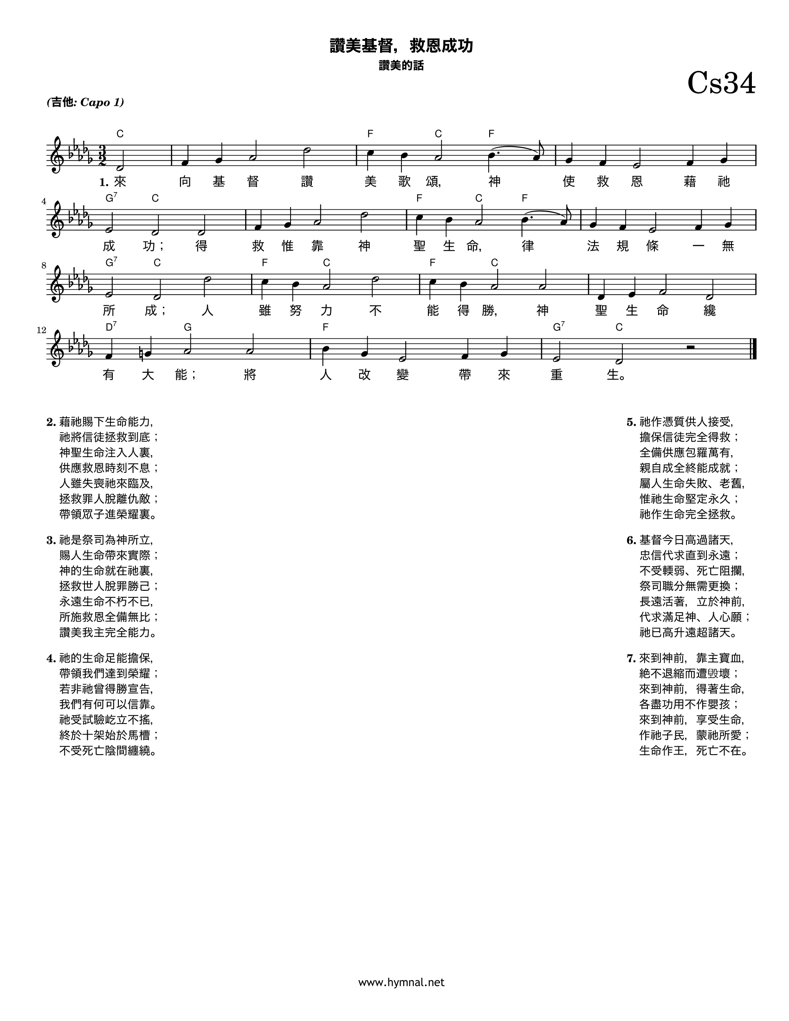 讚美基督，救恩成功
讚美的話
Cs34
(吉他: Capo 1)
C F C F
1. 來 向 基 督 讚 美 歌 頌， 神 使 救 恩 藉 祂
4 G7 C F C F
成 功； 得 救 惟 靠 神 聖 生 命， 律 法 規 條 一 無
8 G7 C F C F C
所 成； 人 雖 努 力 不 能 得 勝， 神 聖 生 命 纔
12 D7 G F G7 C
有 大 能； 將 人 改 變 帶 來 重 生。
2. 藉祂賜下生命能力，
祂將信徒拯救到底；
神聖生命注入人裏，
供應救恩時刻不息；
人雖失喪祂來臨及，
拯救罪人脫離仇敵；
帶領眾子進榮耀裏。
3. 祂是祭司為神所立，
賜人生命帶來實際；
神的生命就在祂裏，
拯救世人脫罪勝己；
永遠生命不朽不已，
所施救恩全備無比；
讚美我主完全能力。
4. 祂的生命足能擔保，
帶領我們達到榮耀；
若非祂曾得勝宣告，
我們有何可以信靠。
祂受試驗屹立不搖，
終於十架始於馬槽；
不受死亡陰間纏繞。
5. 祂作憑質供人接受，
擔保信徒完全得救；
全備供應包羅萬有，
親自成全終能成就；
屬人生命失敗、老舊，
惟祂生命堅定永久；
祂作生命完全拯救。
6. 基督今日高過諸天，
忠信代求直到永遠；
不受輭弱、死亡阻攔，
祭司職分無需更換；
長遠活著，立於神前，
代求滿足神、人心願；
祂已高升遠超諸天。
7. 來到神前，靠主寶血，
絕不退縮而遭毁壞；
來到神前，得著生命，
各盡功用不作嬰孩；
來到神前，享受生命，
作祂子民，蒙祂所愛；
生命作王，死亡不在。
www.hymnal.net